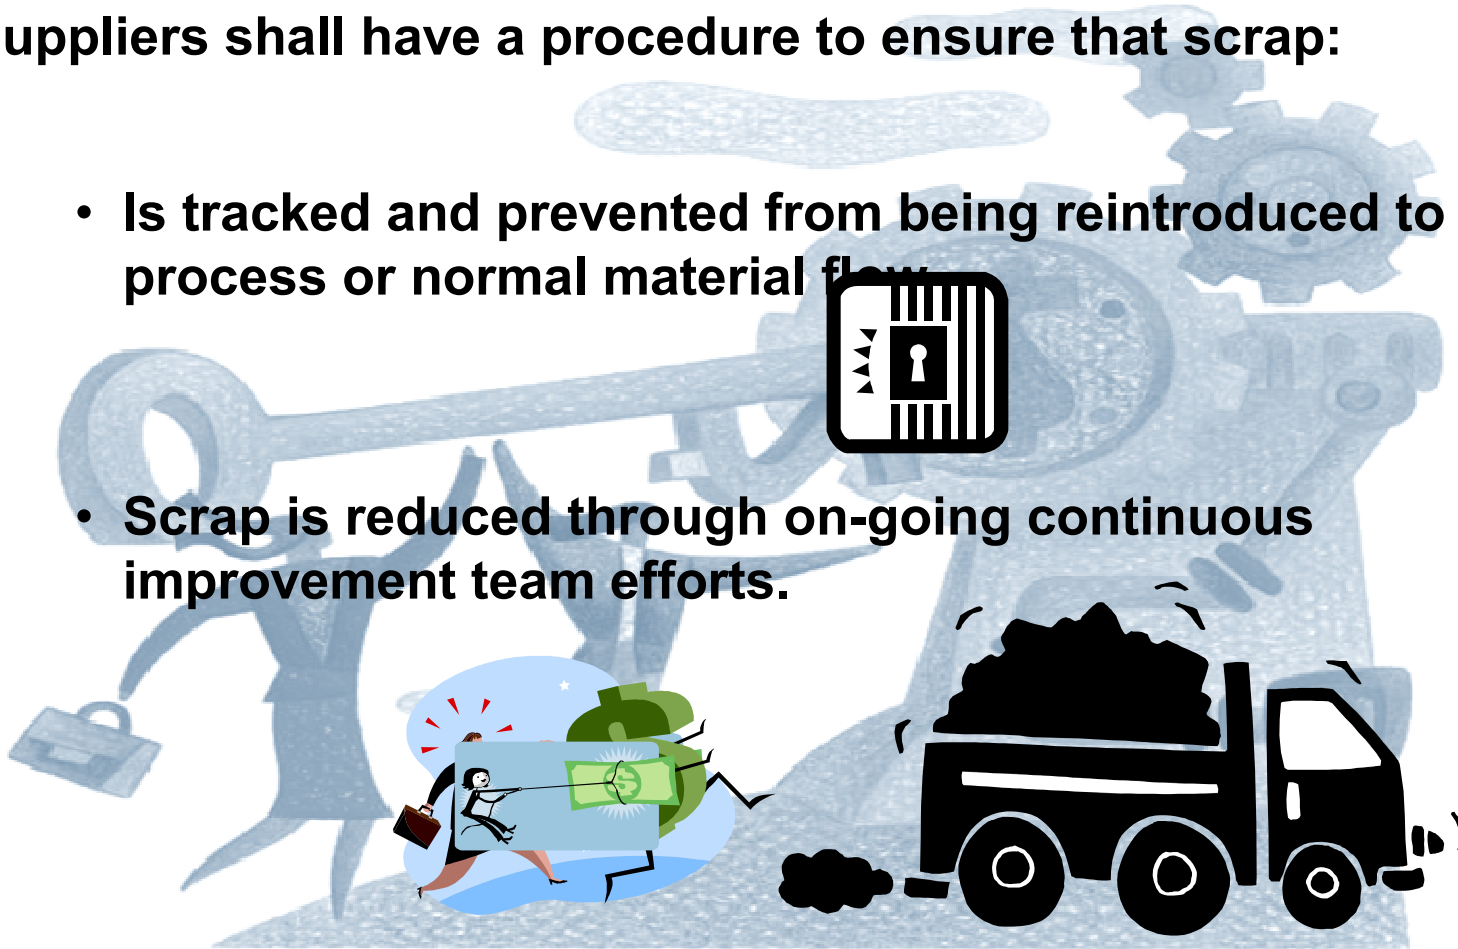 uppliers shall have a procedure to ensure that scrap:
• Is tracked and prevented from being reintroduced to
process or normal material flow
• Scrap is reduced through on-going continuous
improvement team efforts.